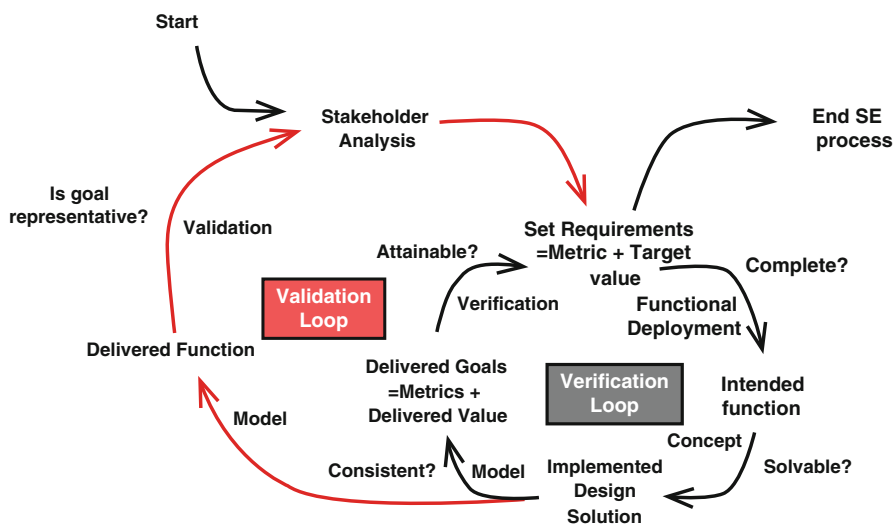 Start
Stakeholder
Analysis
End SE
process
Is goal
representative?
Validation
Set Requirements
=Metric + Target
value
Attainable?
Complete?
Validation
Loop
Verification
Functional
Deployment
Delivered Function
Delivered Goals
=Metrics +
Delivered Value
Verification
Loop
Intended
function
Model
Concept
Consistent?
Model
Implemented
Design
Solution
Solvable?